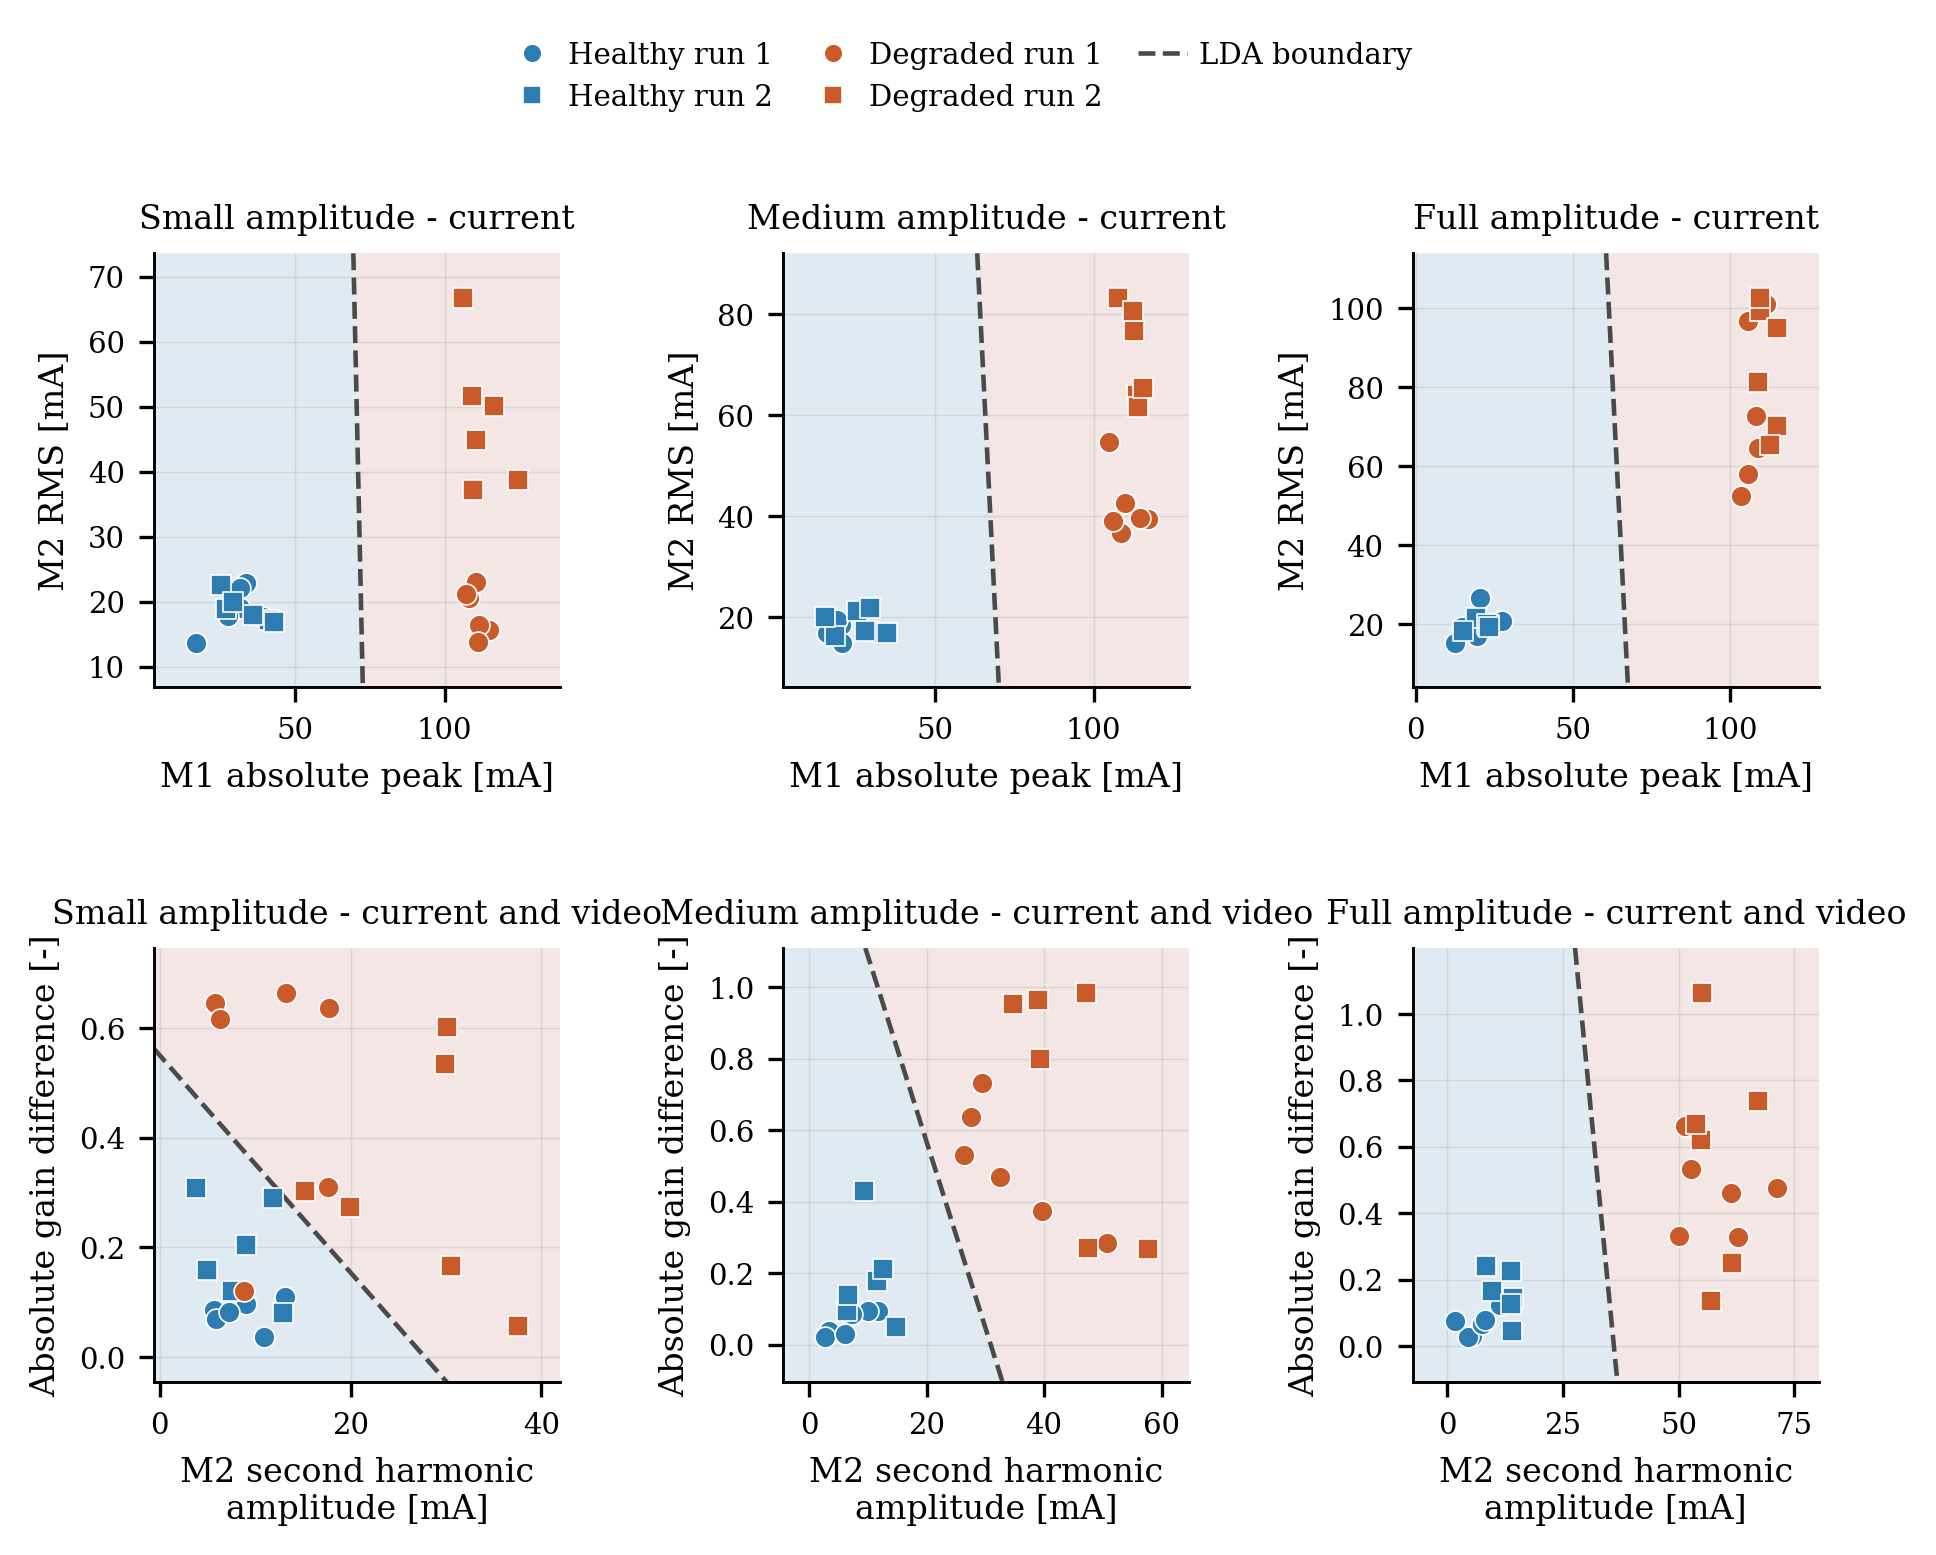 Healthy run 1
Healthy run 2
Degraded run 1
Degraded run 2
LDA boundary
Small amplitude - current
M2 RMS [mA]
70
60
50
40
30
20
10
50 100
M1 absolute peak [mA]
Medium amplitude - current
M2 RMS [mA]
80
60
40
20
50 100
M1 absolute peak [mA]
Full amplitude - current
M2 RMS [mA]
100
80
60
40
20
0 50 100
M1 absolute peak [mA]
Small amplitude - current and video
Absolute gain difference [-]
0.6
0.4
0.2
0.0
0 20 40
M2 second harmonic
amplitude [mA]
Medium amplitude - current and video
Absolute gain difference [-]
1.0
0.8
0.6
0.4
0.2
0.0
0 20 40 60
M2 second harmonic
amplitude [mA]
Full amplitude - current and video
Absolute gain difference [-]
1.0
0.8
0.6
0.4
0.2
0.0
0 25 50 75
M2 second harmonic
amplitude [mA]